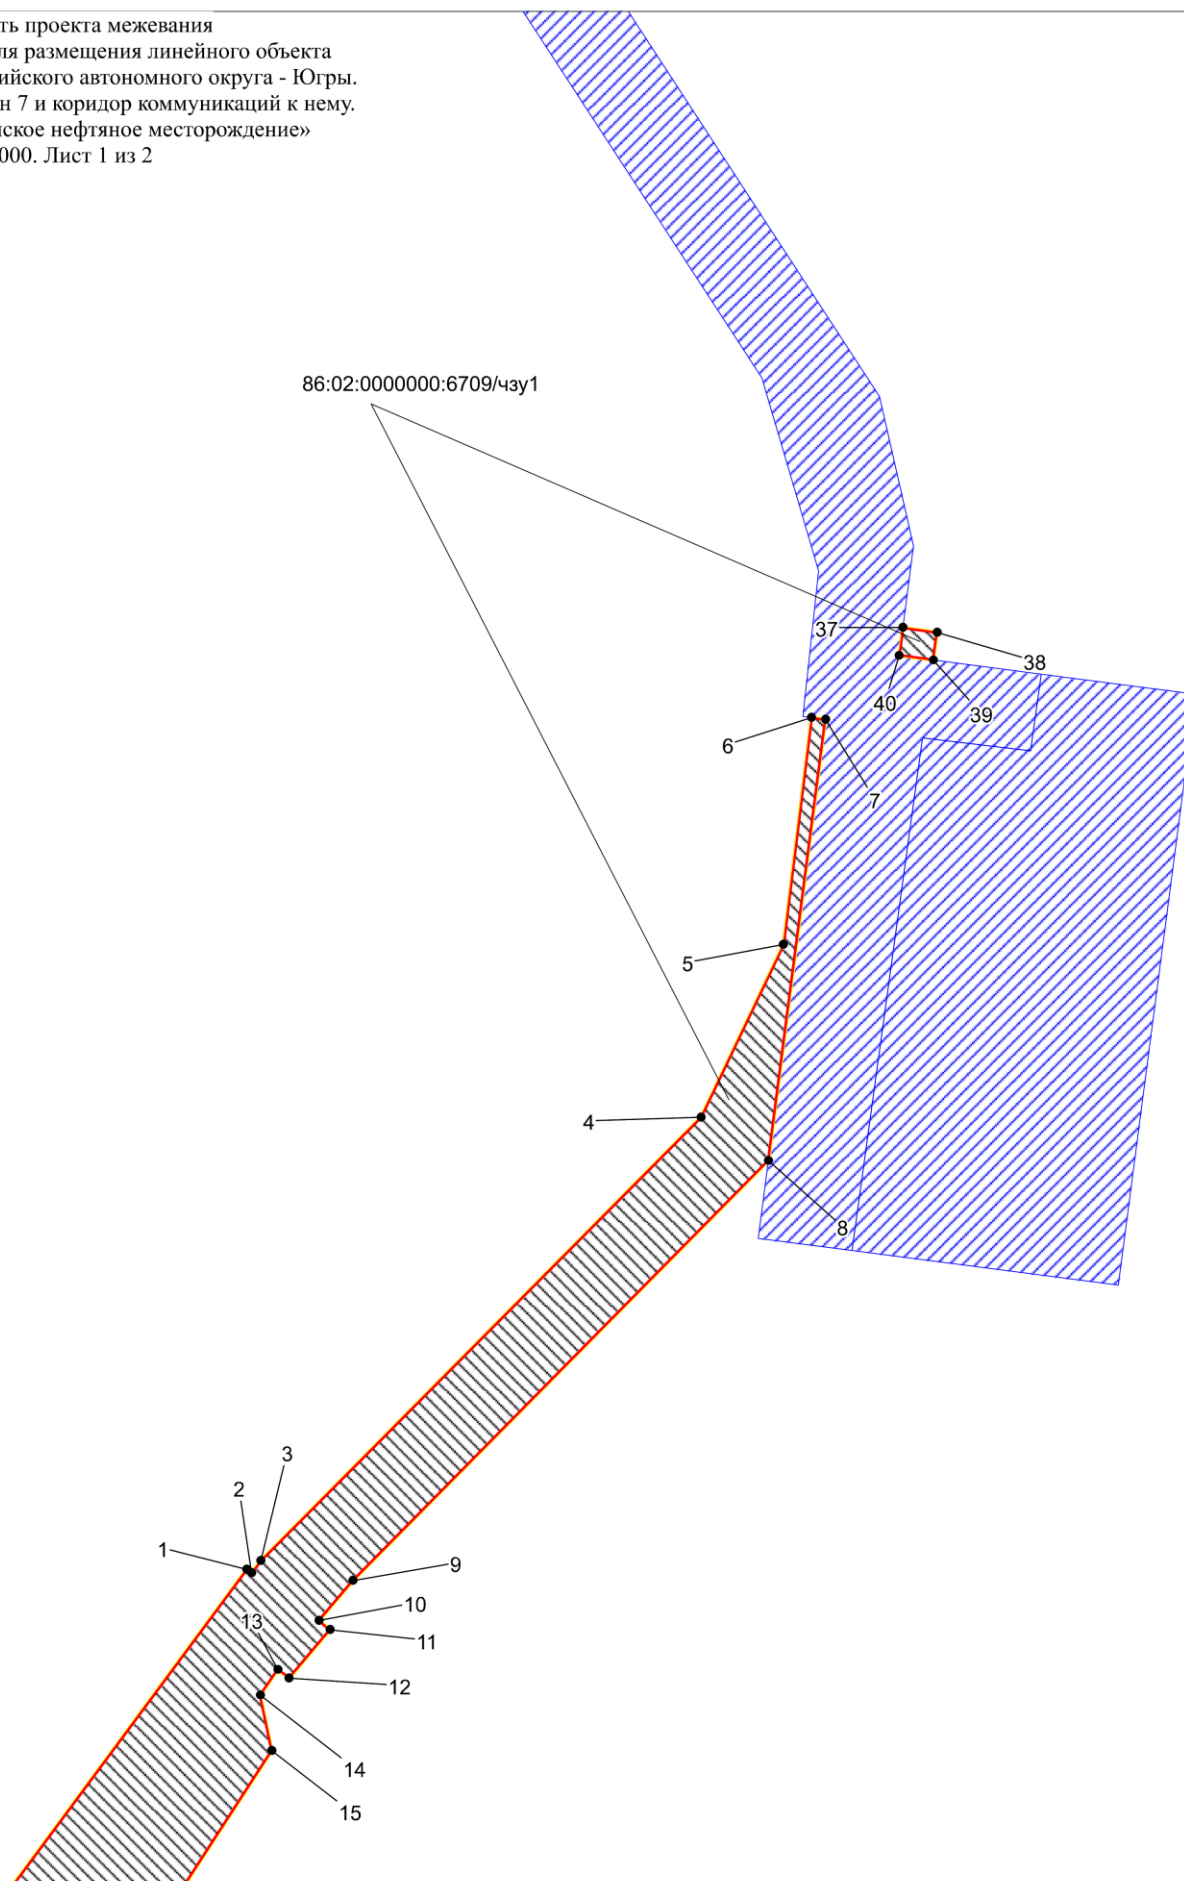 ть проекта межевания
ля размещения линейного объекта
ийского автономного округа - Югры.
н 7 и коридор коммуникаций к нему.
ское нефтяное месторождение»
000. Лист 1 из 2
86:02:0000000:6709/чзу1
37
38
40
39
6
7
5
4
8
3
2
1
9
10
13
11
12
14
15